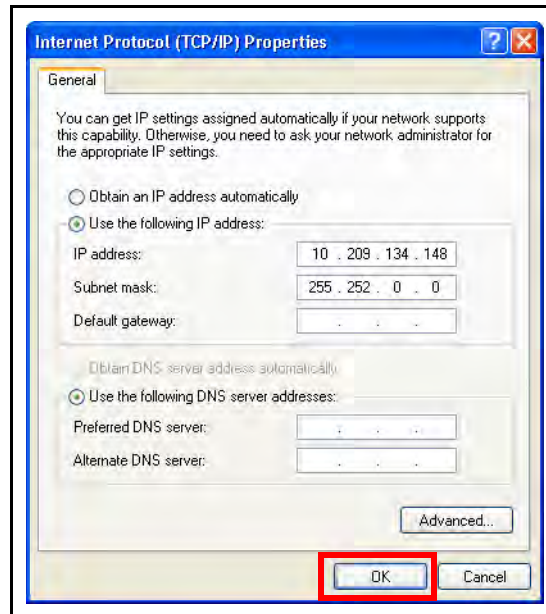 Internet Protocol (TCP/IP) Properties
General
You can get IP settings assigned automatically if your network supports
this capability. Otherwise, you need to ask your network administrator for
the appropriate IP settings.
Obtain an IP address automatically
Use the following IP address:
IP address: 10 . 209 . 134 . 148
Subnet mask: 255 . 252 . 0 . 0
Default gateway: . . .
Obtain DNS server address automatically
Use the following DNS server addresses:
Preferred DNS server: . . .
Alternate DNS server: . . .
Advanced...
OK Cancel